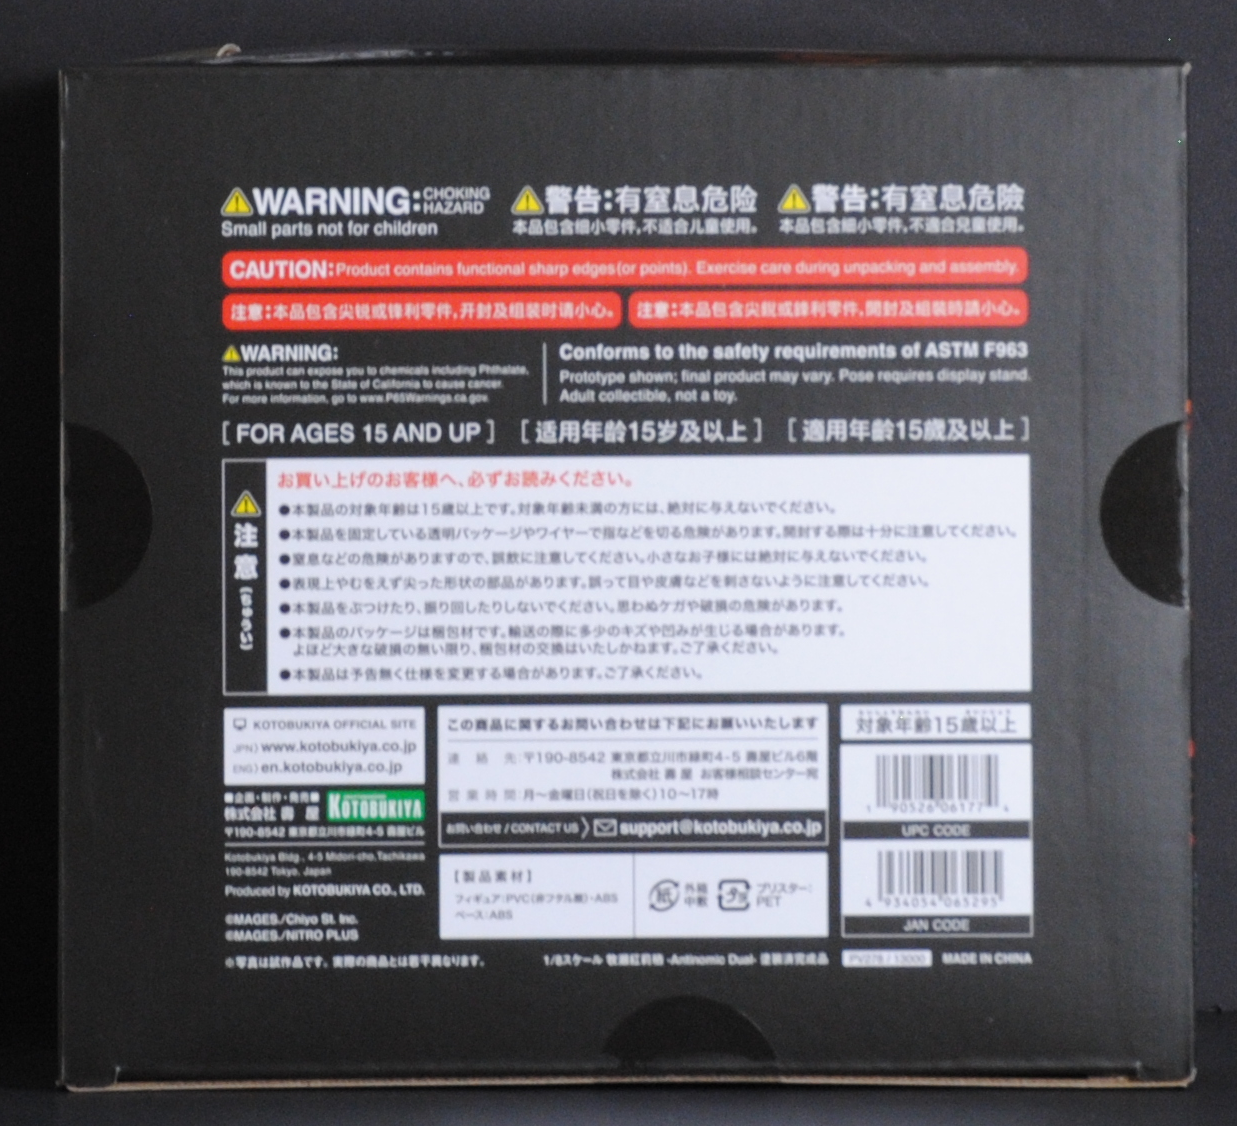 WARNING: CHOKING HAZARD
Small parts not for children
警告:有窒息危险
本品包含细小零件,不适合儿童使用。
警告:有窒息危險
本品包含細小零件,不適合兒童使用。
CAUTION: Product contains functional sharp edges(or points). Exercise care during unpacking and assembly.
注意:本品包含尖锐或锋利零件,开封及组装时请小心。
注意:本品包含尖銳或鋒利零件,開封及組裝時請小心。
WARNING:
This product can expose you to chemicals including Phthalate,
which is known to the State of California to cause cancer.
For more information, go to www.P65Warnings.ca.gov.
Conforms to the safety requirements of ASTM F963
Prototype shown; final product may vary. Pose requires display stand.
Adult collectible, not a toy.
[ FOR AGES 15 AND UP ]
[ 适用年龄15岁及以上 ]
[ 適用年齡15歲及以上 ]
注意(ちゅうい)
お買い上げのお客様へ、必ずお読みください。
●本製品の対象年齢は15歳以上です。対象年齢未満の方には、絶対に与えないでください。
●本製品を固定している透明パッケージやワイヤーで指などを切る危険があります。開封する際は十分に注意してください。
●窒息などの危険がありますので、誤飲に注意してください。小さなお子様には絶対に与えないでください。
●表現上やむをえず尖った形状の部品があります。誤って目や皮膚などを刺さないように注意してください。
●本製品をぶつけたり、振り回したりしないでください。思わぬケガや破損の危険があります。
●本製品のパッケージは梱包材です。輸送の際に多少のキズや凹みが生じる場合があります。
よほど大きな破損の無い限り、梱包材の交換はいたしかねます。ご了承ください。
●本製品は予告無く仕様を変更する場合があります。ご了承ください。
KOTOBUKIYA OFFICIAL SITE
JPN) www.kotobukiya.co.jp
ENG) en.kotobukiya.co.jp
■企画・制作・発売■
株式会社 壽 屋
KOTOBUKIYA
〒190-8542 東京都立川市緑町4-5 壽屋ビル
Kotobukiya Bldg., 4-5 Midori-cho, Tachikawa
190-8542 Tokyo, Japan
Produced by KOTOBUKIYA CO., LTD.
©MAGES./Chiyo St. Inc.
©MAGES./NITRO PLUS
※写真は試作品です。実際の商品とは若干異なります。
この商品に関するお問い合わせは下記にお願いいたします
連絡先:〒190-8542 東京都立川市緑町4-5 壽屋ビル6階
株式会社 壽屋 お客様相談センター宛
営業時間:月〜金曜日(祝日を除く)10〜17時
お問い合わせ / CONTACT US support@kotobukiya.co.jp
【製品素材】
フィギュア:PVC(非フタル酸)・ABS
ベース:ABS
紙
外箱
中敷
プラ
ブリスター:
PET
1/8スケール 牧瀬紅莉栖 -Antinomic Dual- 塗装済完成品
対象年齢15歳以上
1 90526 06177 4
UPC CODE
4 934054 065295
JAN CODE
PV278 / 13000
MADE IN CHINA